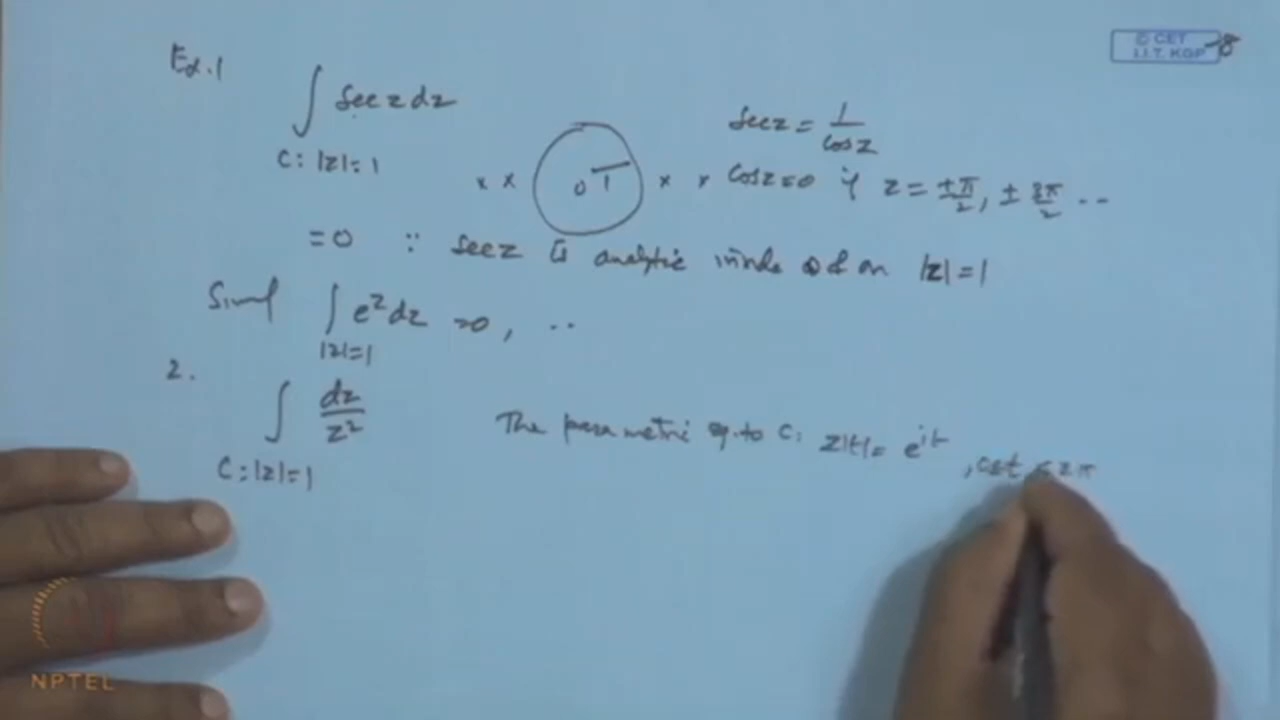 © CET
I.I.T. KGP
Ex.1
∫ Sec z dz
C: |z|=1
Sec z = 1/Cos z
x x 0 1 x x Cos z = 0 if z = ±π/2, ±3π/2 ..
= 0 ∵ Sec z is analytic inside & on |z|=1
∫ e^z dz = 0, ..
|z|=1
2.
∫ dz/z²
C: |z|=1
The parametric eq. to C: z(t) = e^{it}, 0≤t≤2π
NPTEL